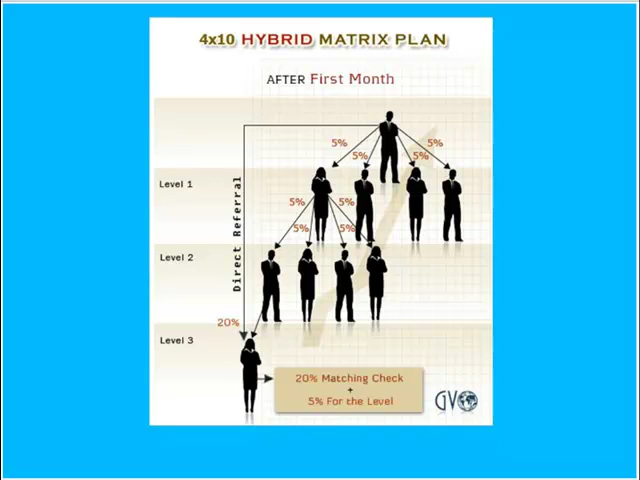 4x10 HYBRID MATRIX PLAN
AFTER First Month
5% 5%
5% 5%
Level 1
Direct Referral
5% 5%
5% 5%
Level 2
20%
Level 3
20% Matching Check
+
5% For the Level
GVO